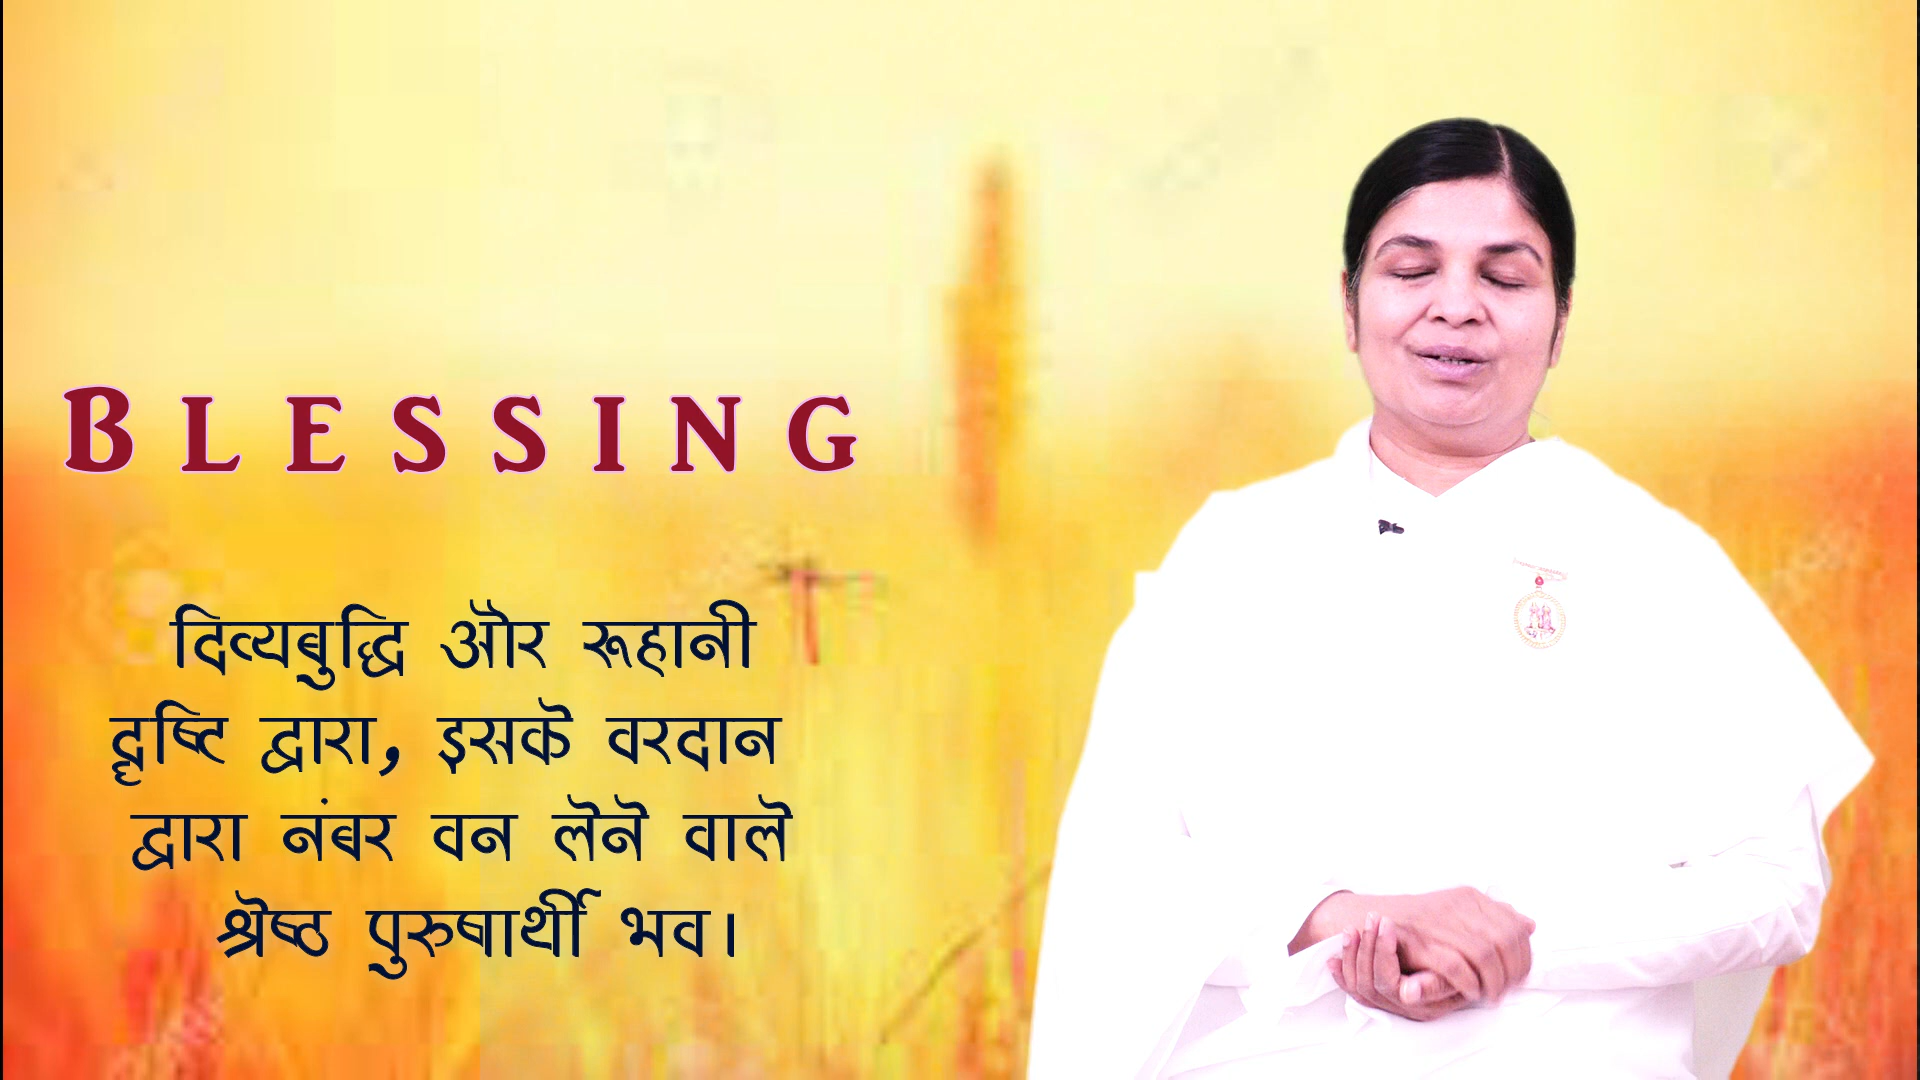 BLESSING
दिव्यबुद्धि और रूहानी
दृष्टि द्वारा, इसके वरदान
द्वारा नंबर वन लेने वाले
श्रेष्ठ पुरुषार्थी भव।